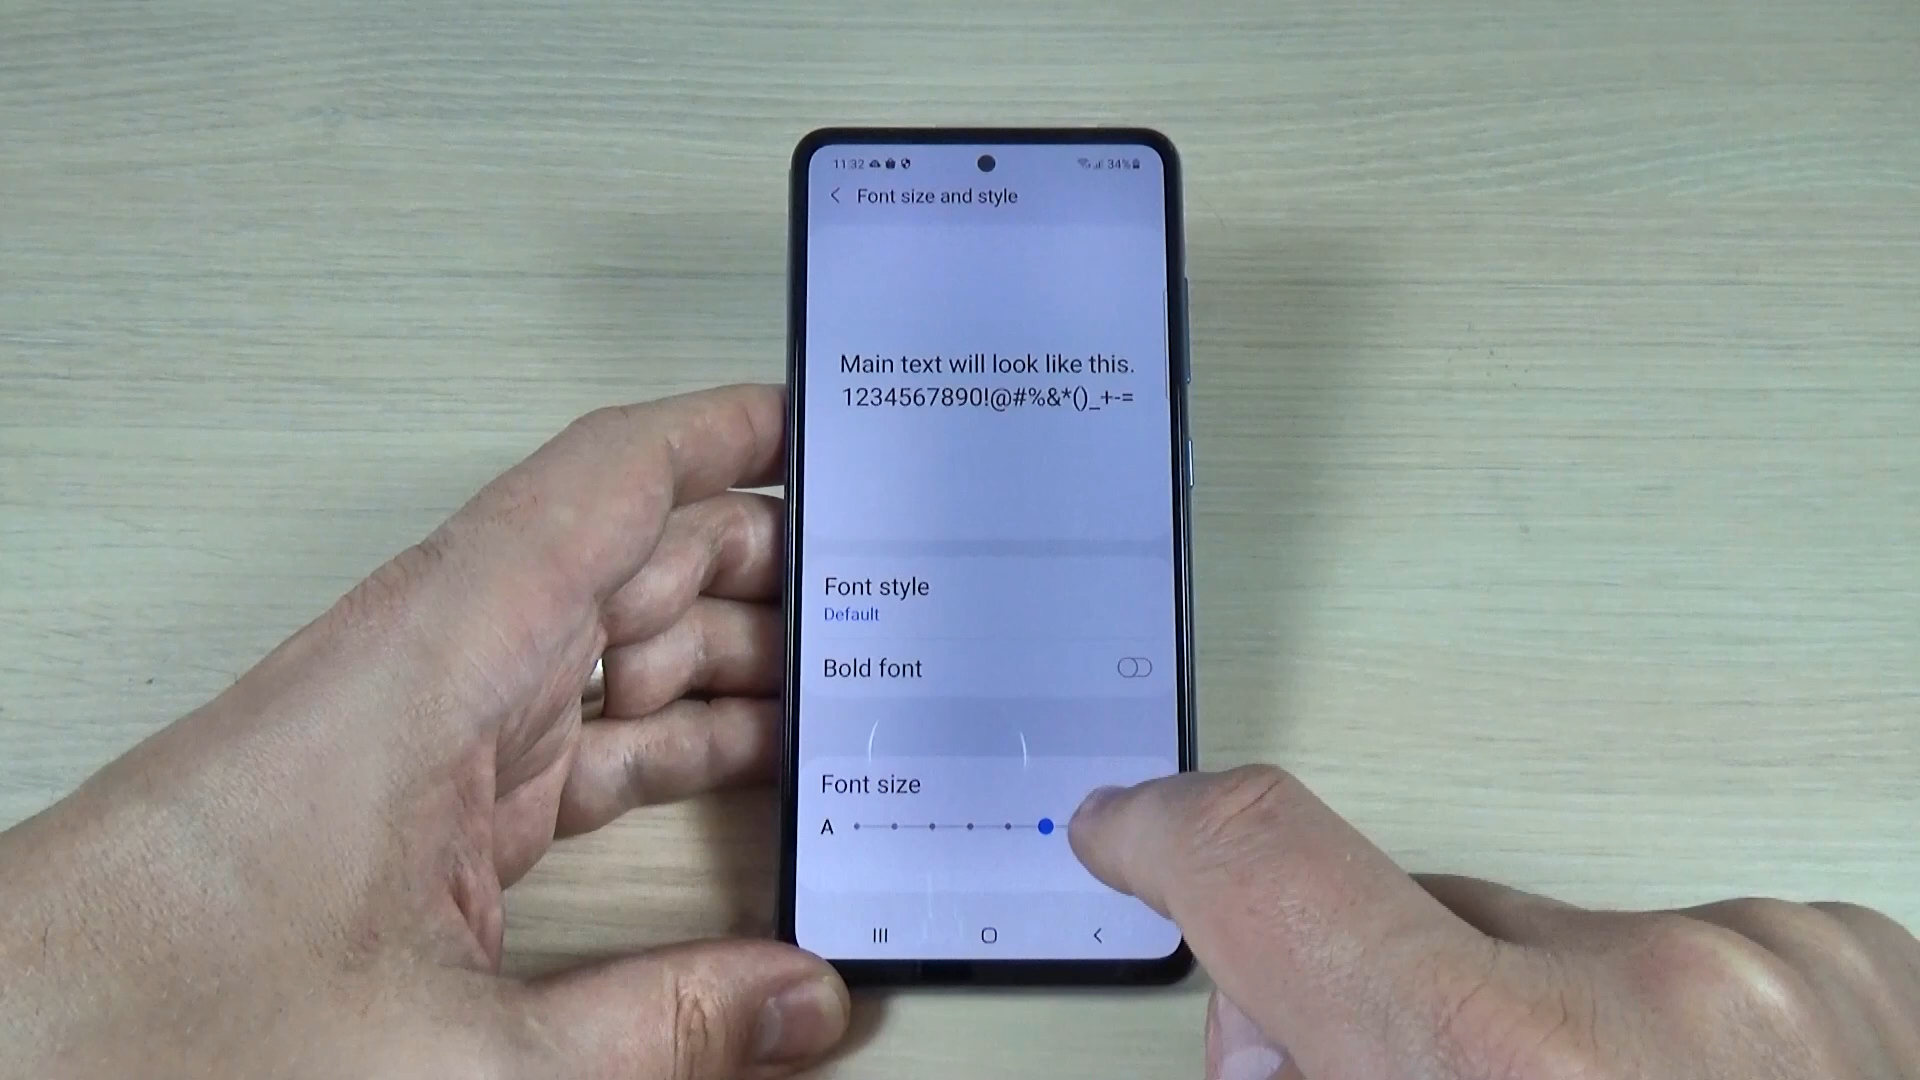 11:32 34%
Font size and style
Main text will look like this.
1234567890!@#%&*()_+-=
Font style
Default
Bold font
Font size
A